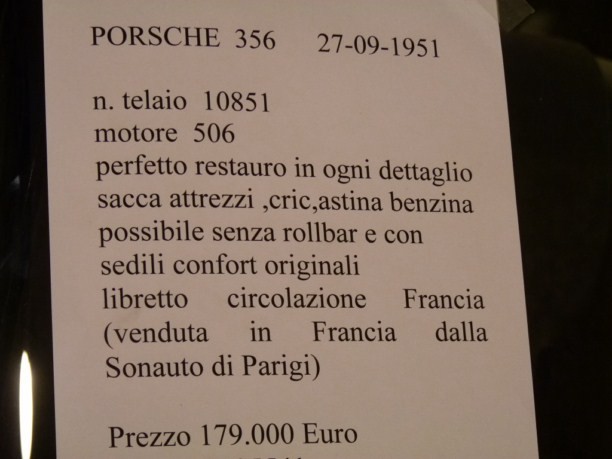 PORSCHE 356 27-09-1951
n. telaio 10851
motore 506
perfetto restauro in ogni dettaglio
sacca attrezzi ,cric,astina benzina
possibile senza rollbar e con
sedili confort originali
libretto circolazione Francia
(venduta in Francia dalla
Sonauto di Parigi)
Prezzo 179.000 Euro